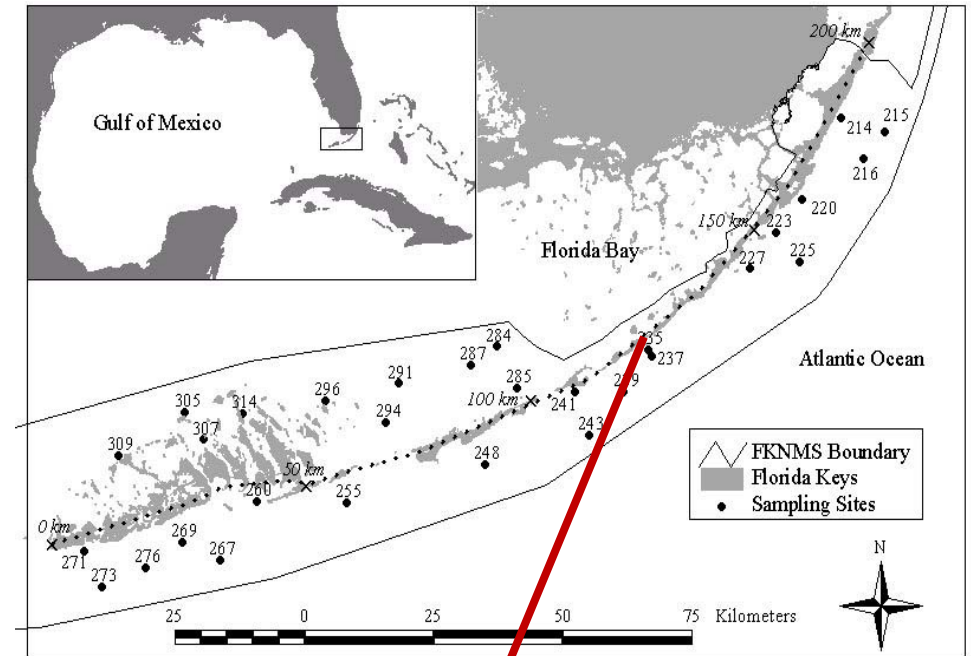 200 km
Gulf of Mexico
215
214
216
220
150 km
223
Florida Bay
227
225
235
284
237
Atlantic Ocean
287
291
285
296
100 km
241
305
314
294
307
243
FKNMS Boundary
309
248
Florida Keys
50 km
260
255
Sampling Sites
0 km
269
271
267
276
N
273
25 0 25 50 75 Kilometers